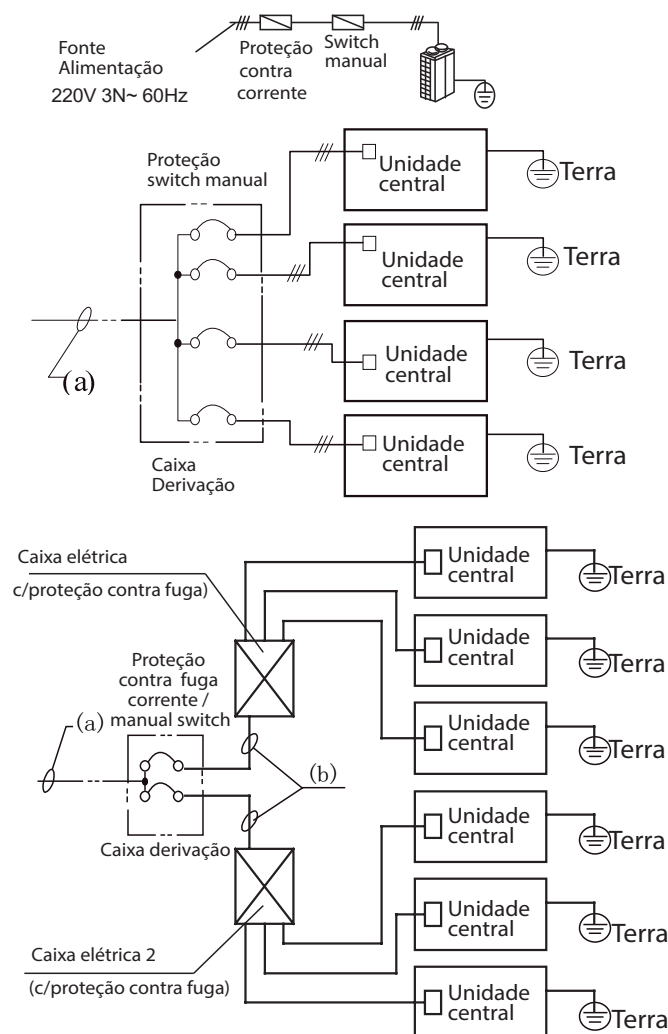 Fonte
Alimentação
220V 3N~ 60Hz
Proteção
contra
corrente
Switch
manual
Proteção
switch manual
Unidade
central
Terra
Unidade
central
Terra
(a)
Unidade
central
Terra
Unidade
central
Terra
Caixa
Derivação
Caixa elétrica
c/proteção contra fuga)
Unidade
central
Terra
Unidade
central
Terra
Proteção
contra fuga
corrente /
manual switch
(a)
(b)
Unidade
central
Terra
Caixa derivação
Unidade
central
Terra
Unidade
central
Terra
Caixa elétrica 2
(c/proteção contra fuga)
Unidade
central
Terra